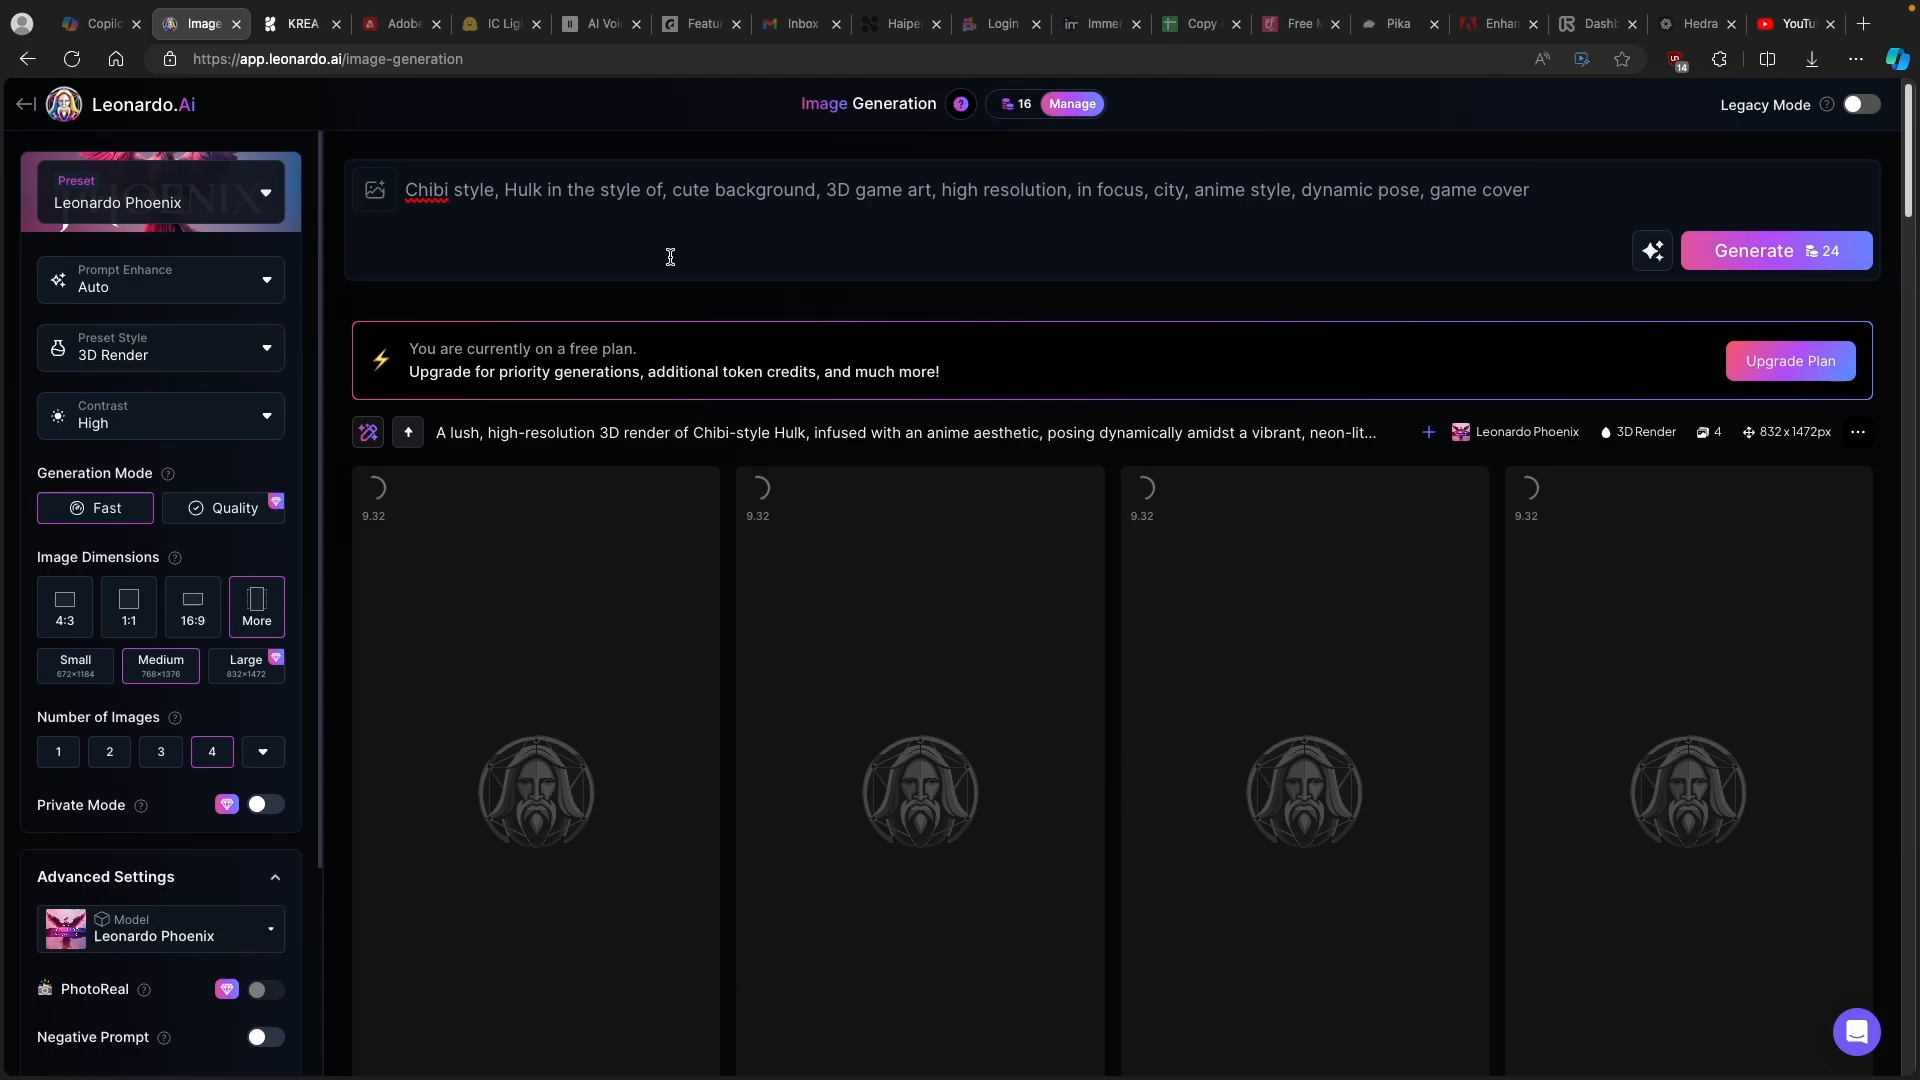 Copilo
Image
KREA
Adobe
IC Lig
AI Voi
Featur
Inbox
Haiper
Login
Immer
Copy
Free
Pika
Enhan
Dashb
Hedra
YouTu
https://app.leonardo.ai/image-generation
14
Leonardo.Ai
Image Generation ? 16 Manage
Legacy Mode ?
Preset
Leonardo Phoenix
Chibi style, Hulk in the style of, cute background, 3D game art, high resolution, in focus, city, anime style, dynamic pose, game cover
Generate 24
Prompt Enhance
Auto
Preset Style
3D Render
Contrast
High
You are currently on a free plan.
Upgrade for priority generations, additional token credits, and much more!
Upgrade Plan
A lush, high-resolution 3D render of Chibi-style Hulk, infused with an anime aesthetic, posing dynamically amidst a vibrant, neon-lit...
Leonardo Phoenix 3D Render 4 832x1472px
9.32 9.32 9.32 9.32
Generation Mode ?
Fast Quality
Image Dimensions ?
4:3 1:1 16:9 More
Small Medium Large
672×1184 768×1376 832×1472
Number of Images ?
1 2 3 4
Private Mode ?
Advanced Settings
Model
Leonardo Phoenix
PhotoReal ?
Negative Prompt ?